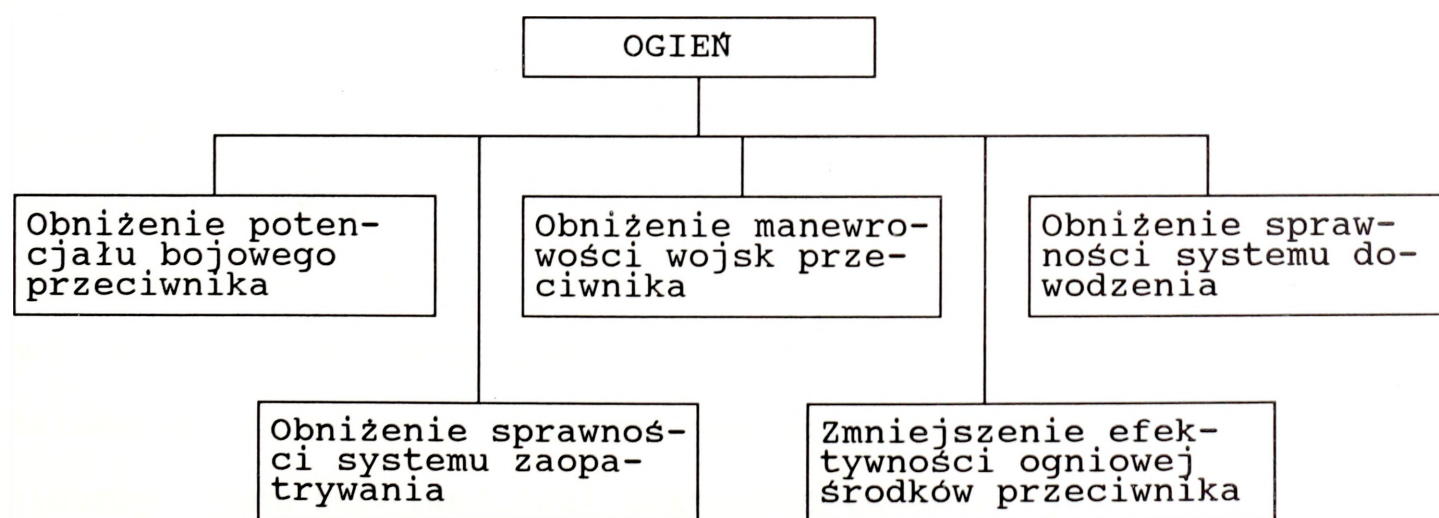 OGIEŃ
Obniżenie poten-
cjału bojowego
przeciwnika
Obniżenie manewro-
wości wojsk prze-
ciwnika
Obniżenie spraw-
ności systemu do-
wodzenia
Obniżenie sprawnoś-
ci systemu zaopa-
trywania
Zmniejszenie efek-
tywności ogniowej
środków przeciwnika